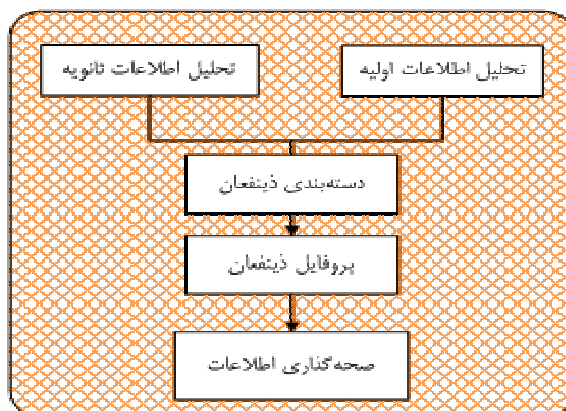 تحلیل اطلاعات اولیه
تحلیل اطلاعات ثانویه
دسته‌بندی ذینفعان
پروفایل ذینفعان
صحه‌گذاری اطلاعات